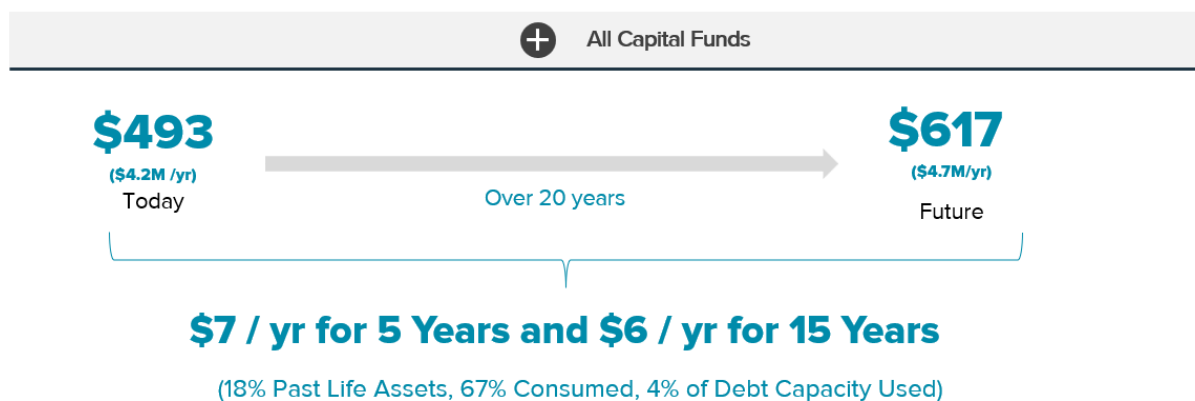 All Capital Funds
$493
($4.2M /yr)
Today
Over 20 years
$617
($4.7M/yr)
Future
$7 / yr for 5 Years and $6 / yr for 15 Years
(18% Past Life Assets, 67% Consumed, 4% of Debt Capacity Used)